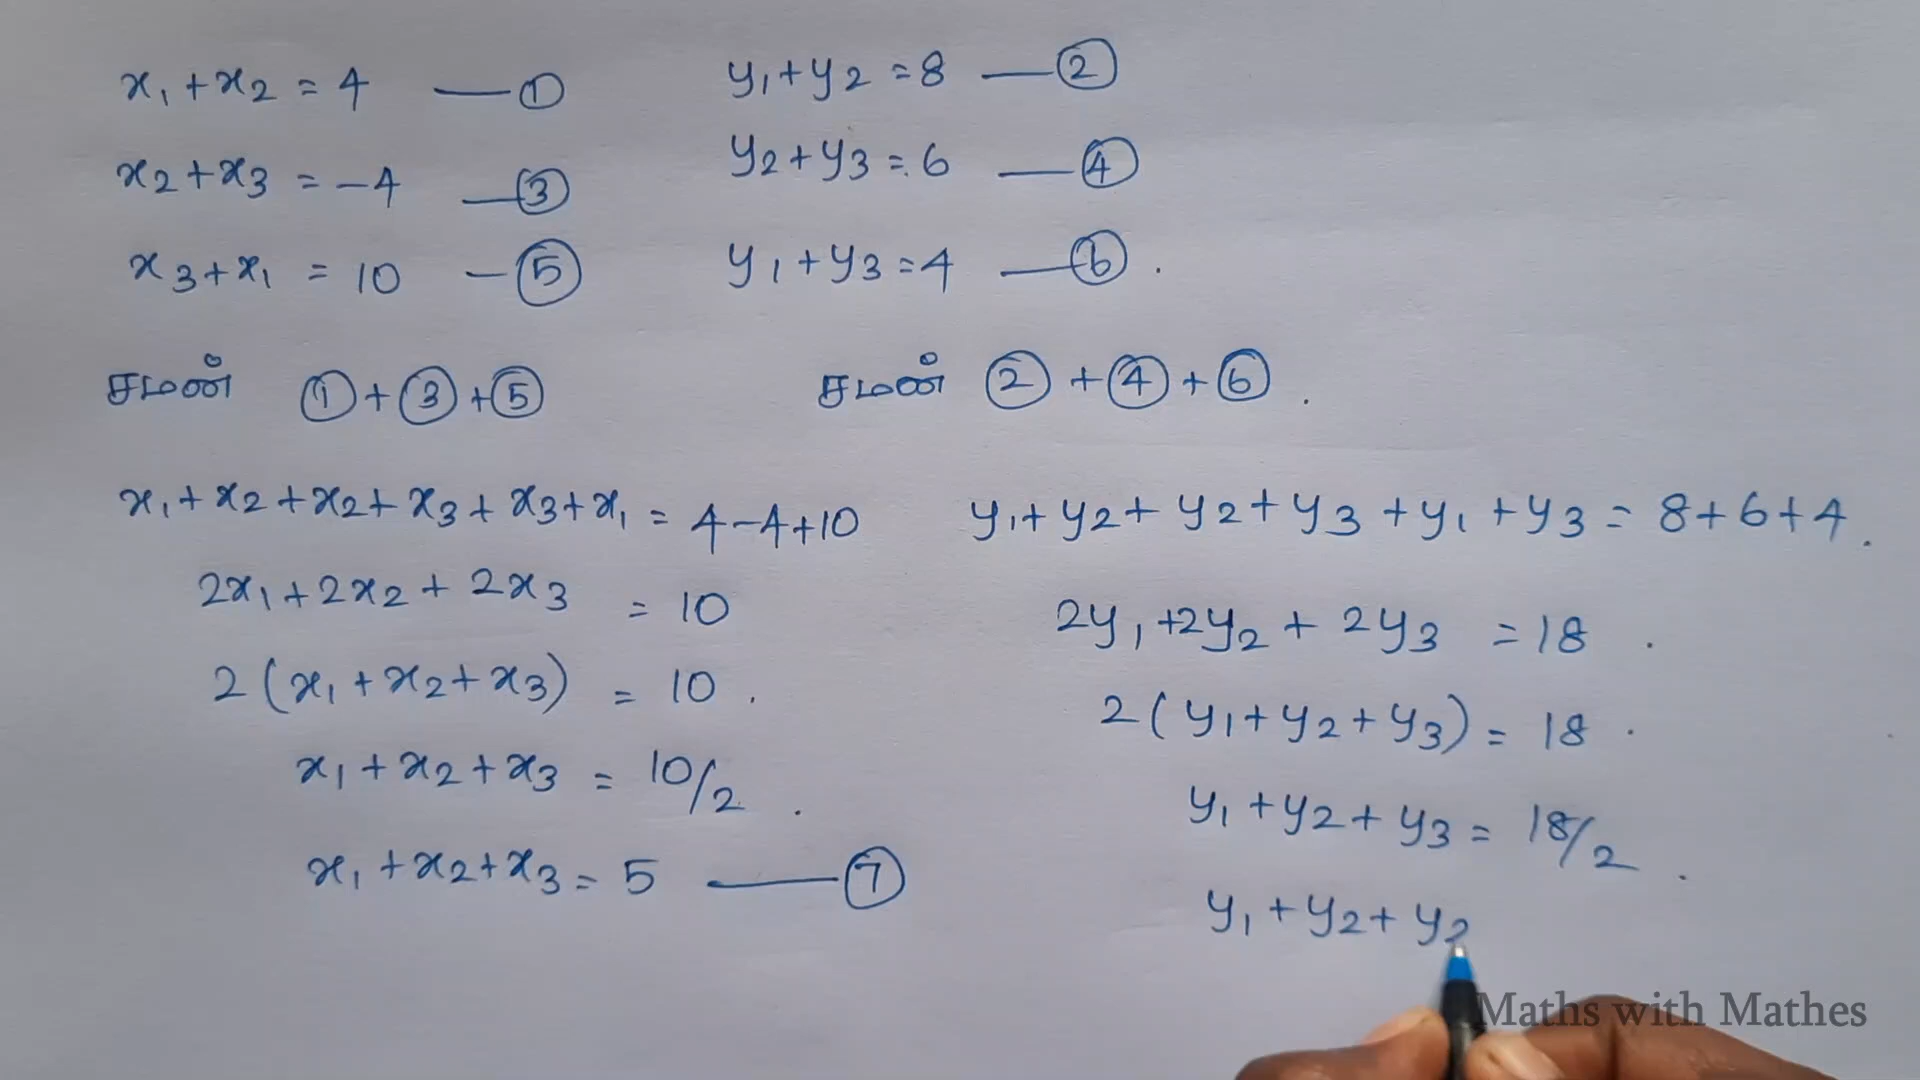 x₁ + x₂ = 4 — ①
y₁ + y₂ = 8 — ②
x₂ + x₃ = -4 — ③
y₂ + y₃ = 6 — ④
x₃ + x₁ = 10 — ⑤
y₁ + y₃ = 4 — ⑥ .
சமன் ① + ③ + ⑤
சமன் ② + ④ + ⑥ .
x₁ + x₂ + x₂ + x₃ + x₃ + x₁ = 4 - 4 + 10
y₁ + y₂ + y₂ + y₃ + y₁ + y₃ = 8 + 6 + 4 .
2x₁ + 2x₂ + 2x₃ = 10
2y₁ + 2y₂ + 2y₃ = 18 .
2 (x₁ + x₂ + x₃) = 10 .
2 (y₁ + y₂ + y₃) = 18 .
x₁ + x₂ + x₃ = 10/2 .
y₁ + y₂ + y₃ = 18/2 .
x₁ + x₂ + x₃ = 5 — ⑦
y₁ + y₂ + y
Maths with Mathes